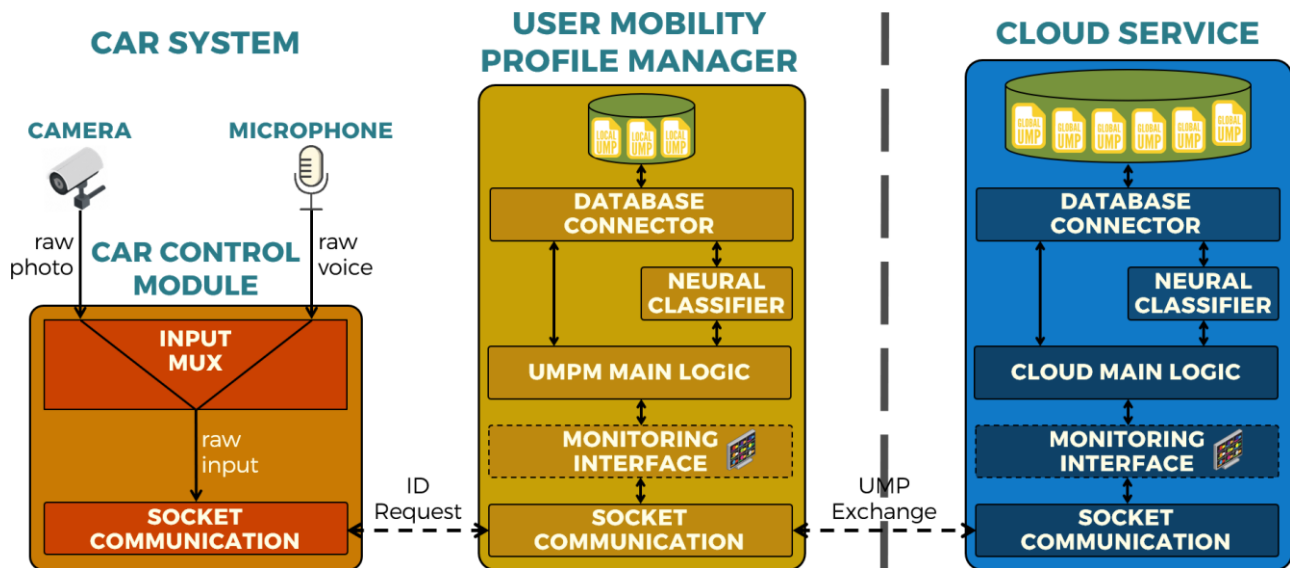 CAR SYSTEM
CAMERA
MICROPHONE
raw
photo
raw
voice
CAR CONTROL
MODULE
INPUT
MUX
raw
input
SOCKET
COMMUNICATION
ID
Request
USER MOBILITY
PROFILE MANAGER
LOCAL
UMP
LOCAL
UMP
LOCAL
UMP
DATABASE
CONNECTOR
NEURAL
CLASSIFIER
UMPM MAIN LOGIC
MONITORING
INTERFACE
SOCKET
COMMUNICATION
UMP
Exchange
CLOUD SERVICE
GLOBAL
UMP
GLOBAL
UMP
GLOBAL
UMP
GLOBAL
UMP
GLOBAL
UMP
GLOBAL
UMP
DATABASE
CONNECTOR
NEURAL
CLASSIFIER
CLOUD MAIN LOGIC
MONITORING
INTERFACE
SOCKET
COMMUNICATION